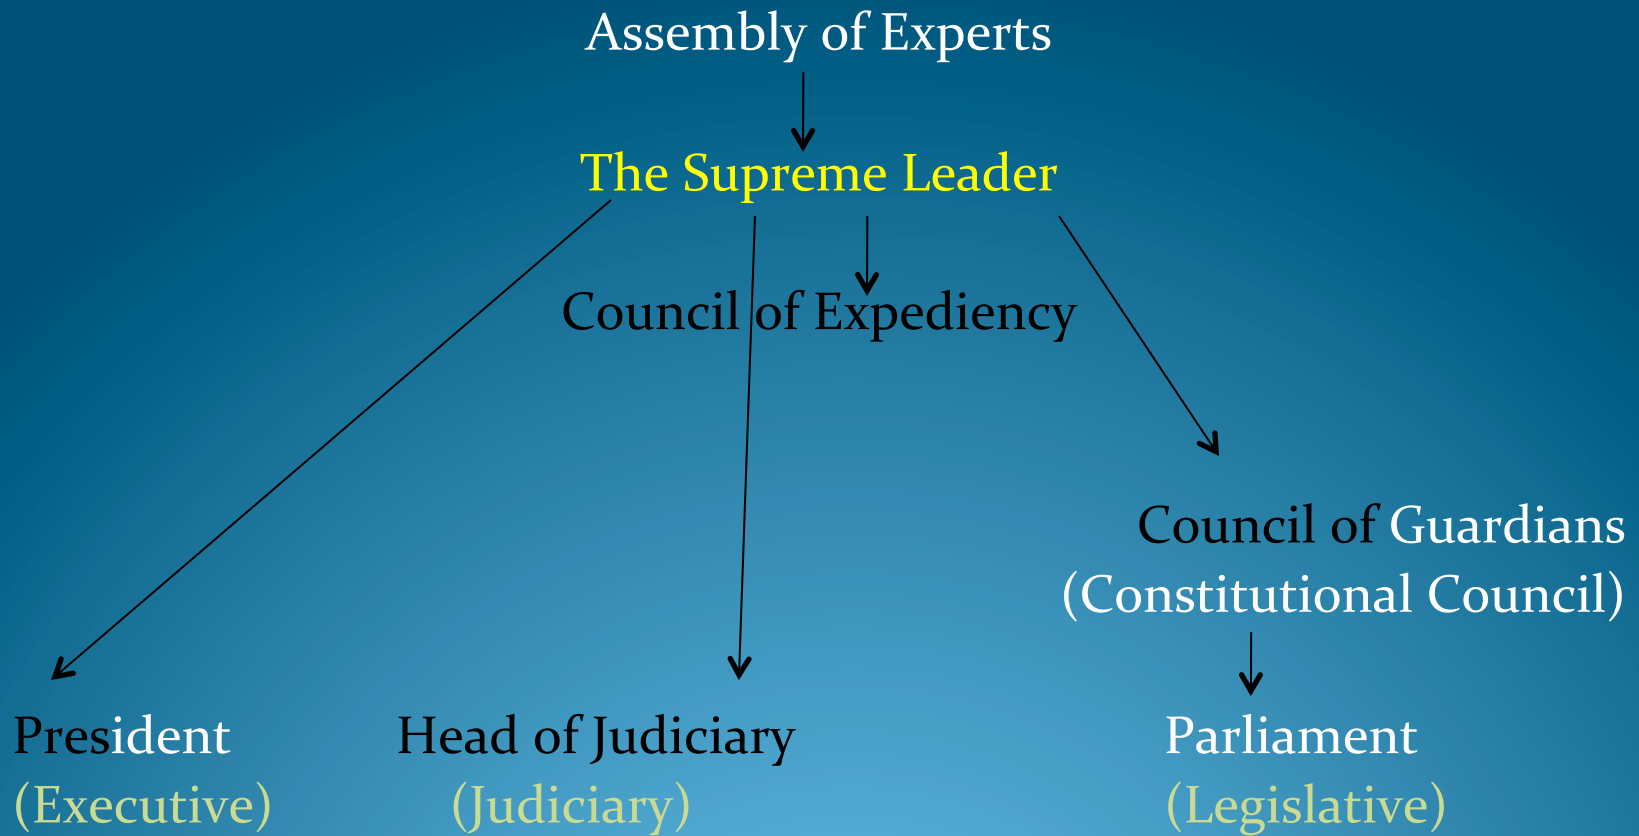 Assembly of Experts
The Supreme Leader
Council of Expediency
Council of Guardians
(Constitutional Council)
President Head of Judiciary Parliament
(Executive) (Judiciary) (Legislative)